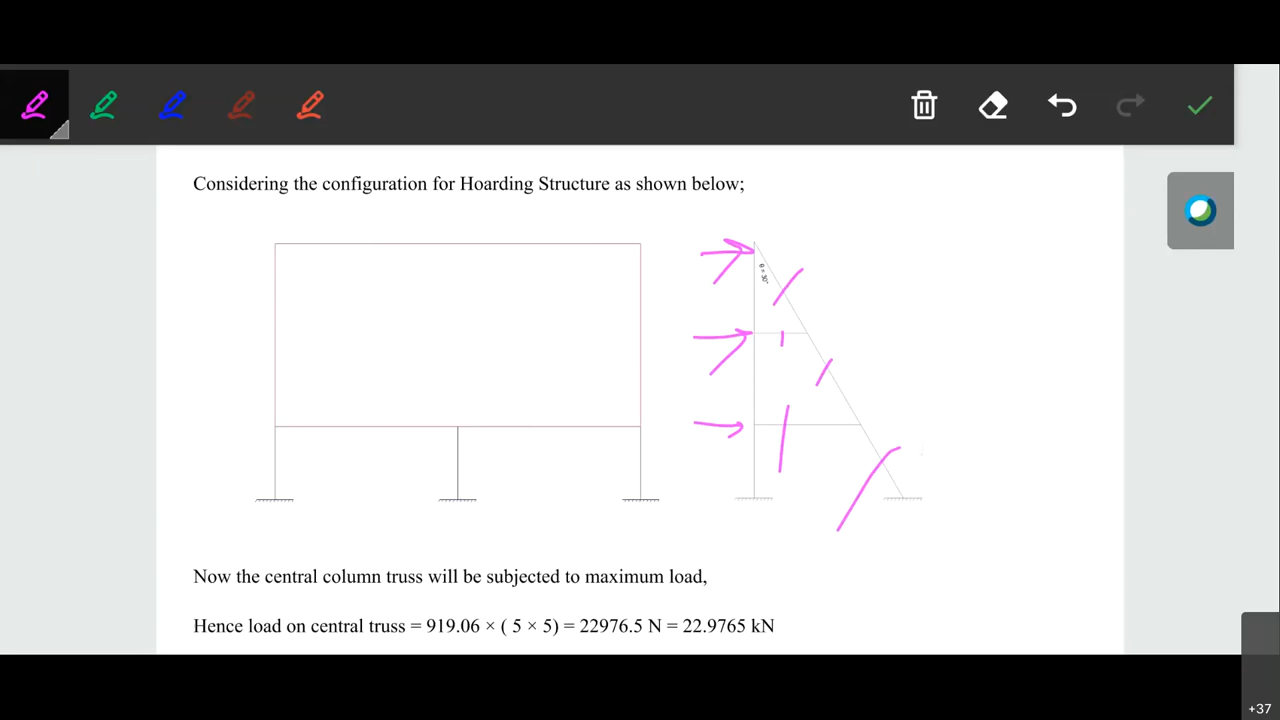 Considering the configuration for Hoarding Structure as shown below;
θ = 30°
Now the central column truss will be subjected to maximum load,
Hence load on central truss = 919.06 × ( 5 × 5) = 22976.5 N = 22.9765 kN
+37